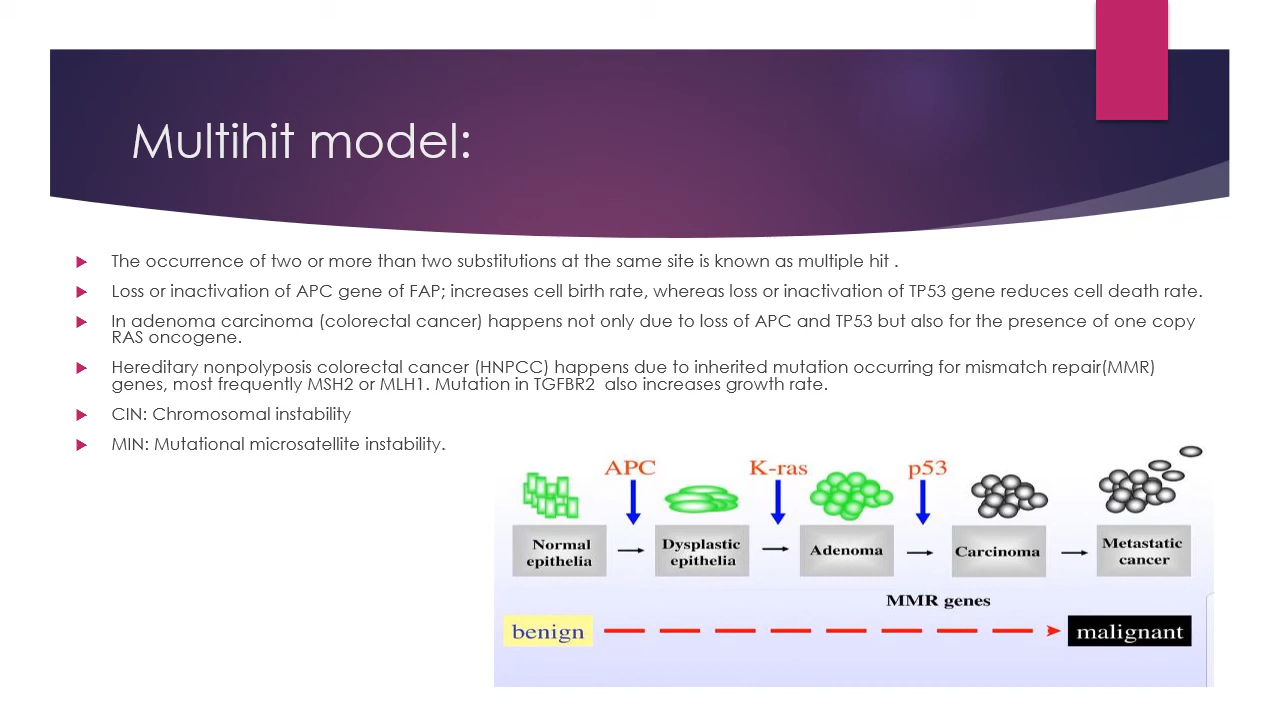 Multihit model:
The occurrence of two or more than two substitutions at the same site is known as multiple hit .
Loss or inactivation of APC gene of FAP; increases cell birth rate, whereas loss or inactivation of TP53 gene reduces cell death rate.
In adenoma carcinoma (colorectal cancer) happens not only due to loss of APC and TP53 but also for the presence of one copy
RAS oncogene.
Hereditary nonpolyposis colorectal cancer (HNPCC) happens due to inherited mutation occurring for mismatch repair(MMR)
genes, most frequently MSH2 or MLH1. Mutation in TGFBR2 also increases growth rate.
CIN: Chromosomal instability
MIN: Mutational microsatellite instability.
APC K-ras p53
Normal
epithelia
Dysplastic
epithelia
Adenoma
Carcinoma
Metastatic
cancer
MMR genes
benign
malignant